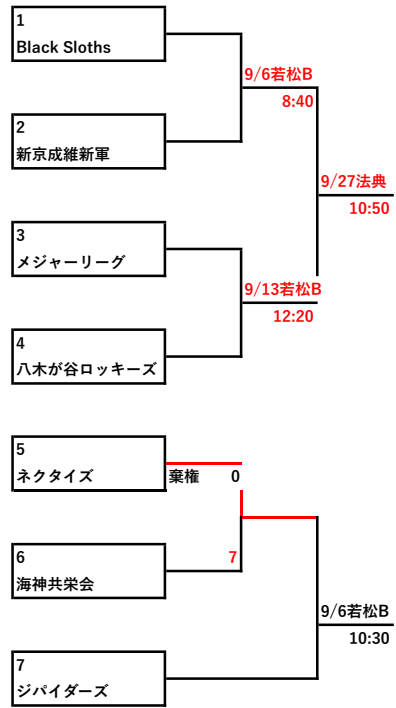 1
Black Sloths
9/6若松B
8:40
2
新京成維新軍
9/27法典
10:50
3
メジャーリーグ
9/13若松B
12:20
4
八木が谷ロッキーズ
5
ネクタイズ
棄権 0
6
海神共栄会
7
9/6若松B
10:30
7
ジパイダーズ